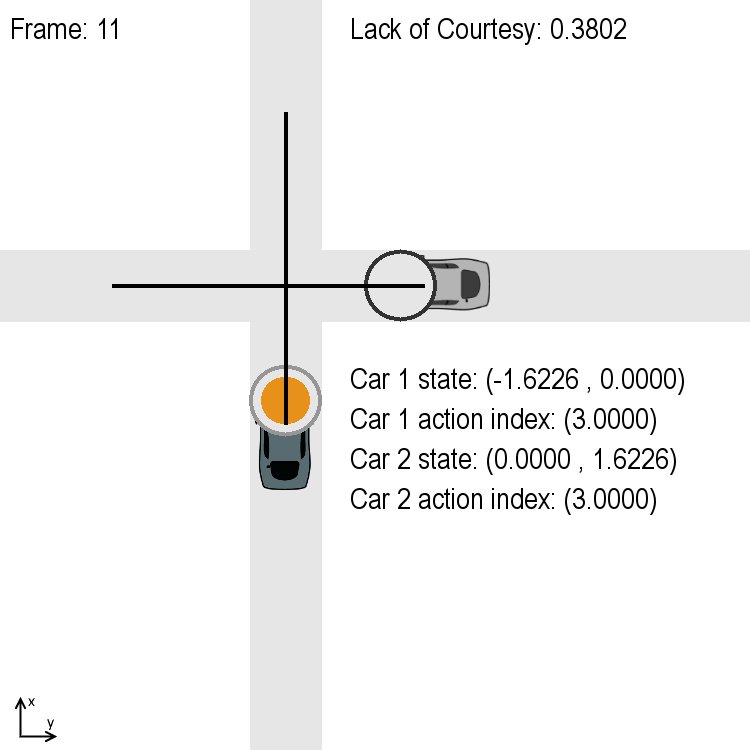 Frame: 11
Lack of Courtesy: 0.3802
Car 1 state: (-1.6226 , 0.0000)
Car 1 action index: (3.0000)
Car 2 state: (0.0000 , 1.6226)
Car 2 action index: (3.0000)
x
y